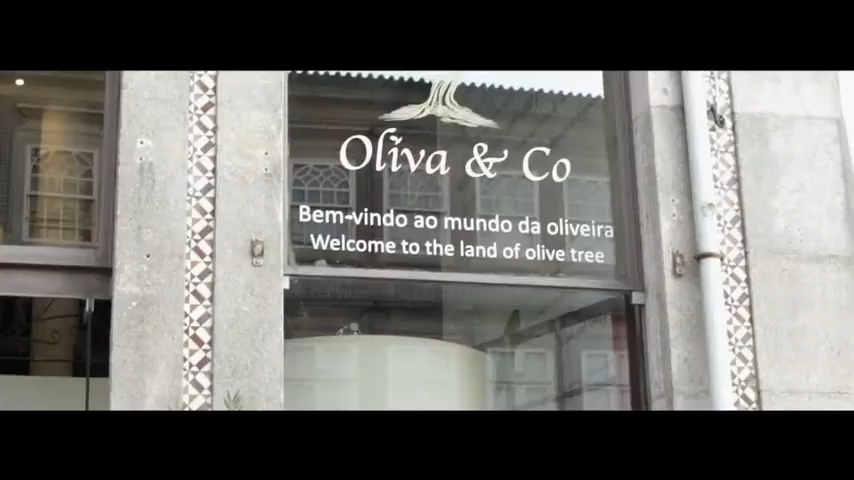 Oliva & Co
Bem-vindo ao mundo da oliveira
Welcome to the land of olive tree